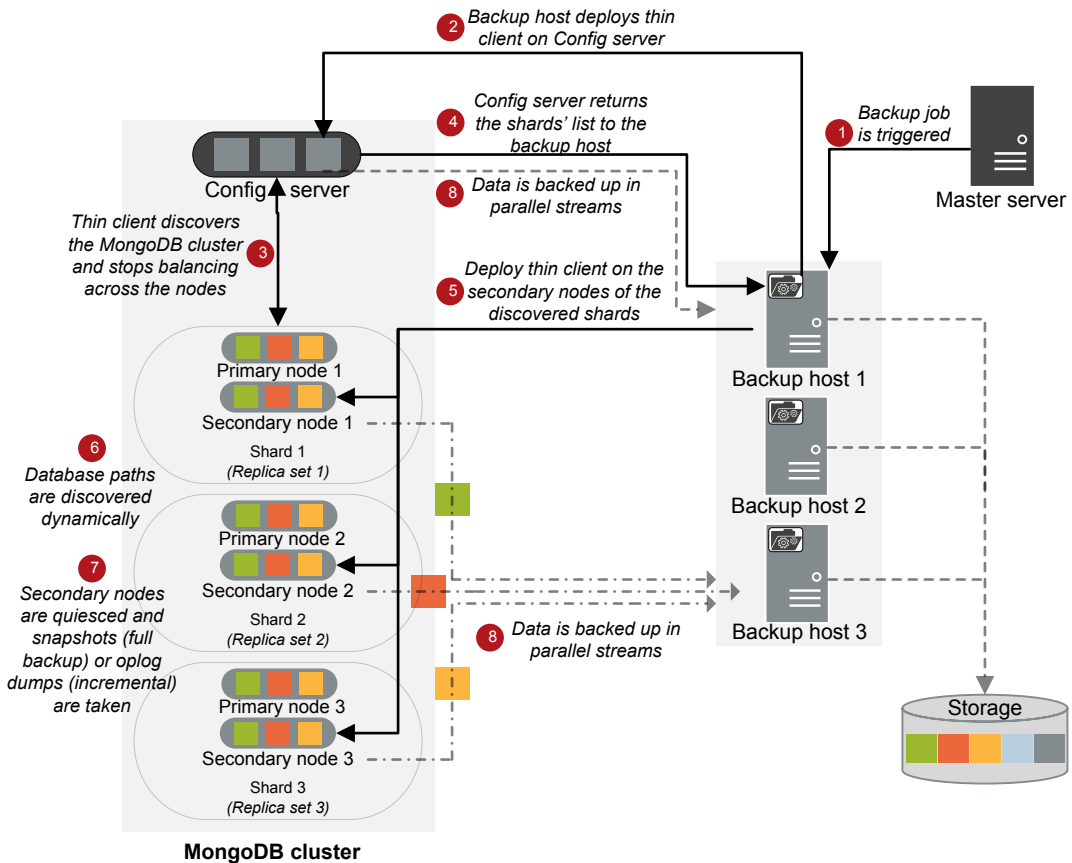 2
Backup host deploys thin
client on Config server
4
Config server returns
the shards’ list to the
backup host
1
Backup job
is triggered
Config server
Master server
8
Data is backed up in
parallel streams
Thin client discovers
the MongoDB cluster
and stops balancing
across the nodes
3
5
Deploy thin client on the
secondary nodes of the
discovered shards
Primary node 1
Secondary node 1
Shard 1
(Replica set 1)
Backup host 1
6
Database paths
are discovered
dynamically
Primary node 2
Secondary node 2
Shard 2
(Replica set 2)
Backup host 2
7
Secondary nodes
are quiesced and
snapshots (full
backup) or oplog
dumps (incremental)
are taken
8
Data is backed up in
parallel streams
Backup host 3
Primary node 3
Secondary node 3
Shard 3
(Replica set 3)
Storage
MongoDB cluster